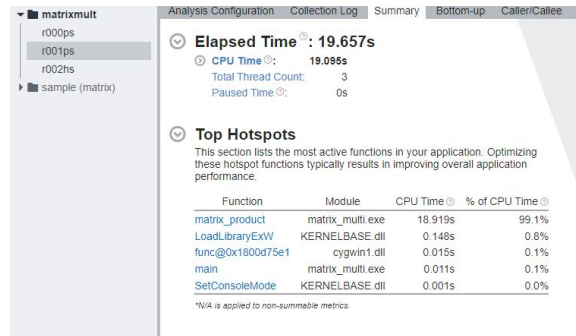 matrixmult
r000ps
r001ps
r002hs
sample (matrix)
Analysis Configuration Collection Log Summary Bottom-up Caller/Callee
Elapsed Time: 19.657s
CPU Time: 19.095s
Total Thread Count: 3
Paused Time: 0s
Top Hotspots
This section lists the most active functions in your application. Optimizing
these hotspot functions typically results in improving overall application
performance.
Function Module CPU Time % of CPU Time
matrix_product matrix_multi.exe 18.919s 99.1%
LoadLibraryExW KERNELBASE.dll 0.148s 0.8%
func@0x1800d75e1 cygwin1.dll 0.015s 0.1%
main matrix_multi.exe 0.011s 0.1%
SetConsoleMode KERNELBASE.dll 0.001s 0.0%
*N/A is applied to non-summable metrics.